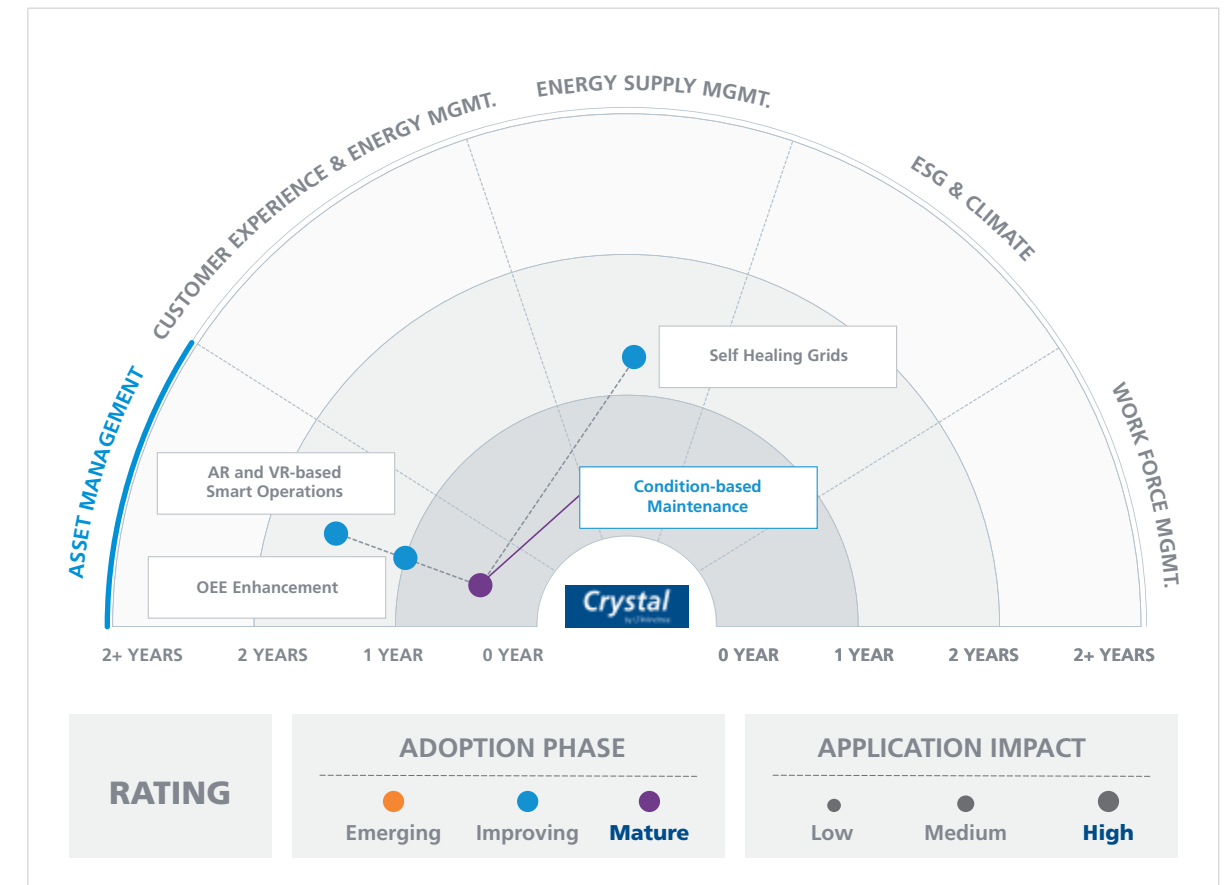 ENERGY SUPPLY MGMT.
CUSTOMER EXPERIENCE & ENERGY MGMT.
ESG & CLIMATE
ASSET MANAGEMENT
WORK FORCE MGMT.
Self Healing Grids
AR and VR-based
Smart Operations
Condition-based
Maintenance
OEE Enhancement
Crystal
2+ YEARS
2 YEARS
1 YEAR
0 YEAR
0 YEAR
1 YEAR
2 YEARS
2+ YEARS
RATING
ADOPTION PHASE
Emerging
Improving
Mature
APPLICATION IMPACT
Low
Medium
High